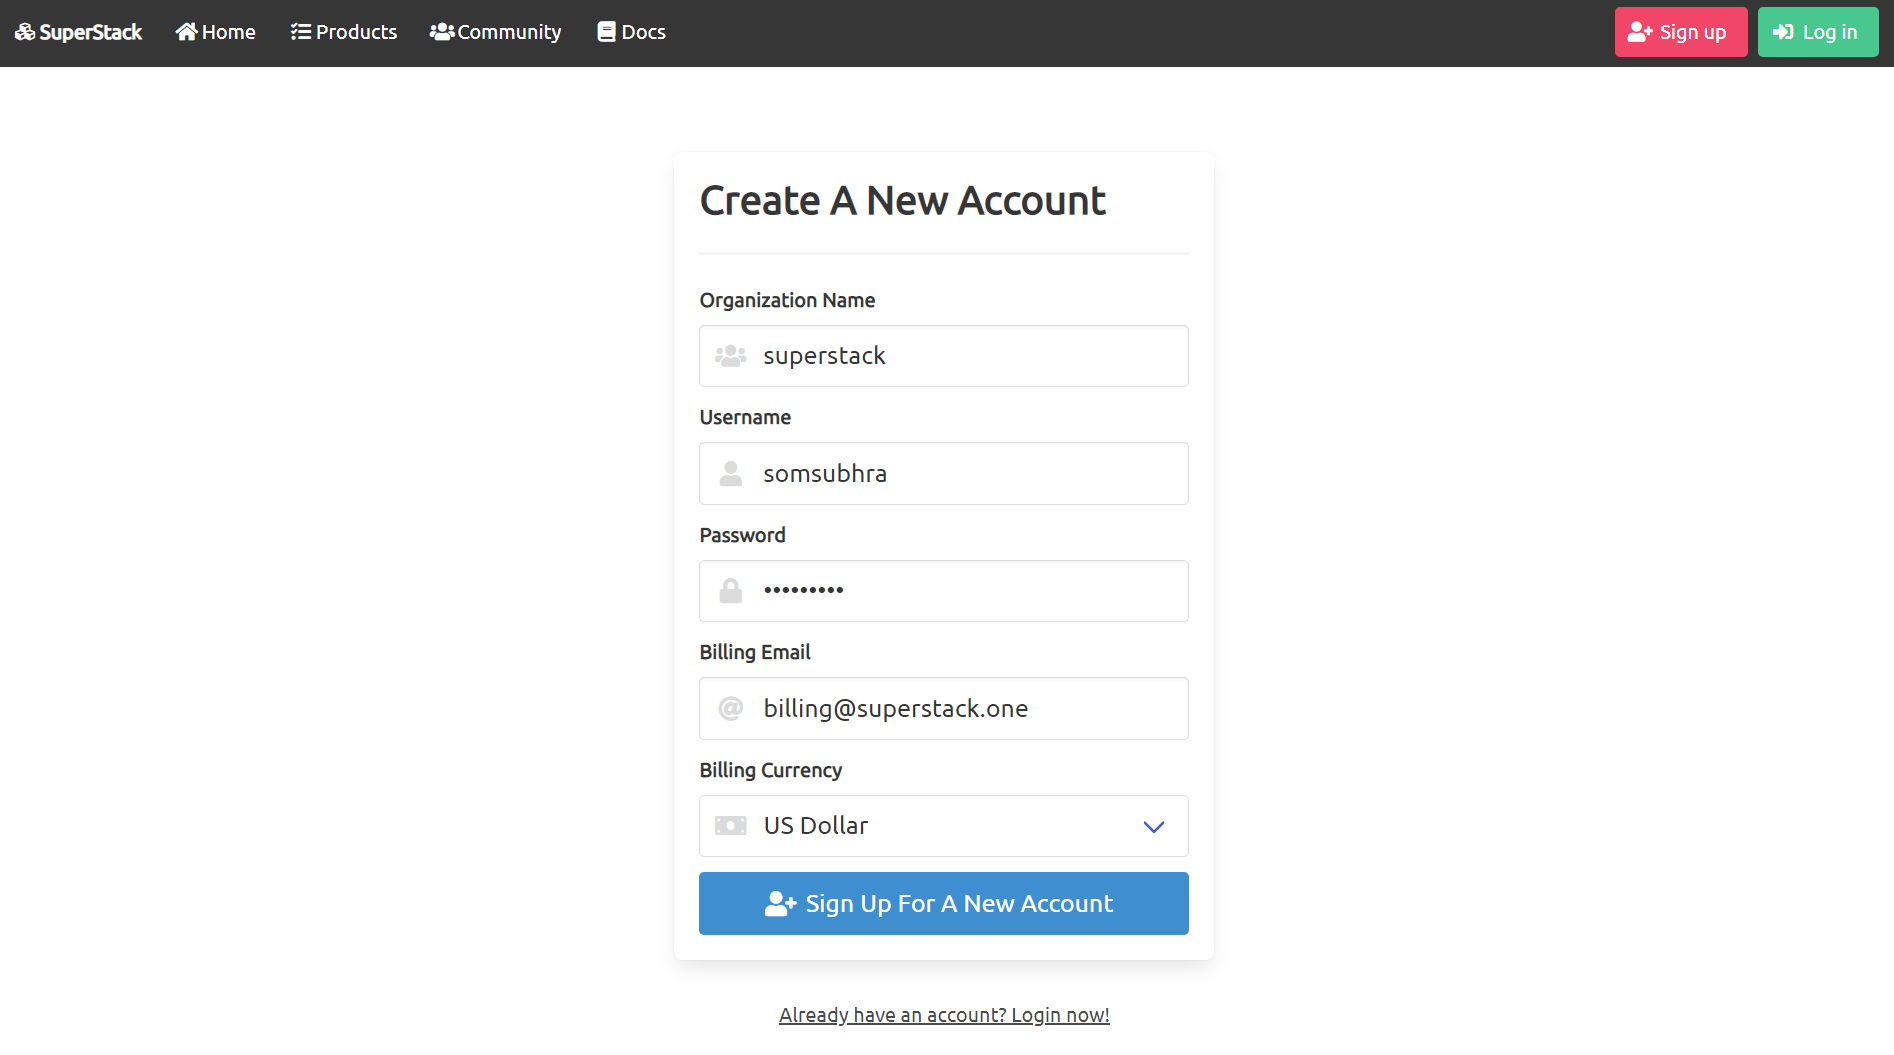 SuperStack Home Products Community Docs Sign up Log in
Create A New Account
Organization Name
superstack
Username
somsubhra
Password
•••••••••
Billing Email
billing@superstack.one
Billing Currency
US Dollar
Sign Up For A New Account
Already have an account? Login now!